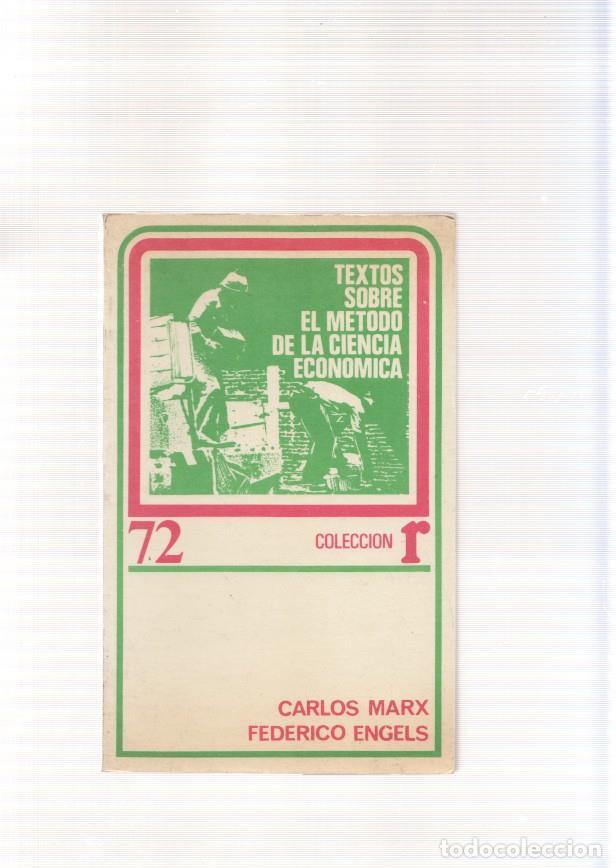 TEXTOS
SOBRE
EL METODO
DE LA CIENCIA
ECONOMICA
72
COLECCION r
CARLOS MARX
FEDERICO ENGELS
todocoleccion